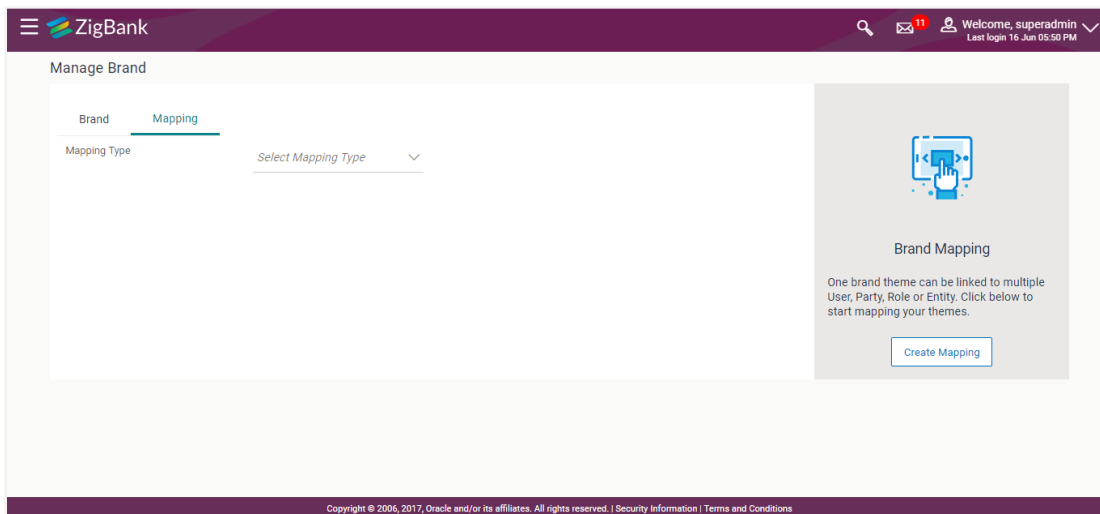 ZigBank
11
Welcome, superadmin
Last login 16 Jun 05:50 PM
Manage Brand
Brand
Mapping
Mapping Type
Select Mapping Type
Brand Mapping
One brand theme can be linked to multiple
User, Party, Role or Entity. Click below to
start mapping your themes.
Create Mapping
Copyright © 2006, 2017, Oracle and/or its affiliates. All rights reserved. | Security Information | Terms and Conditions